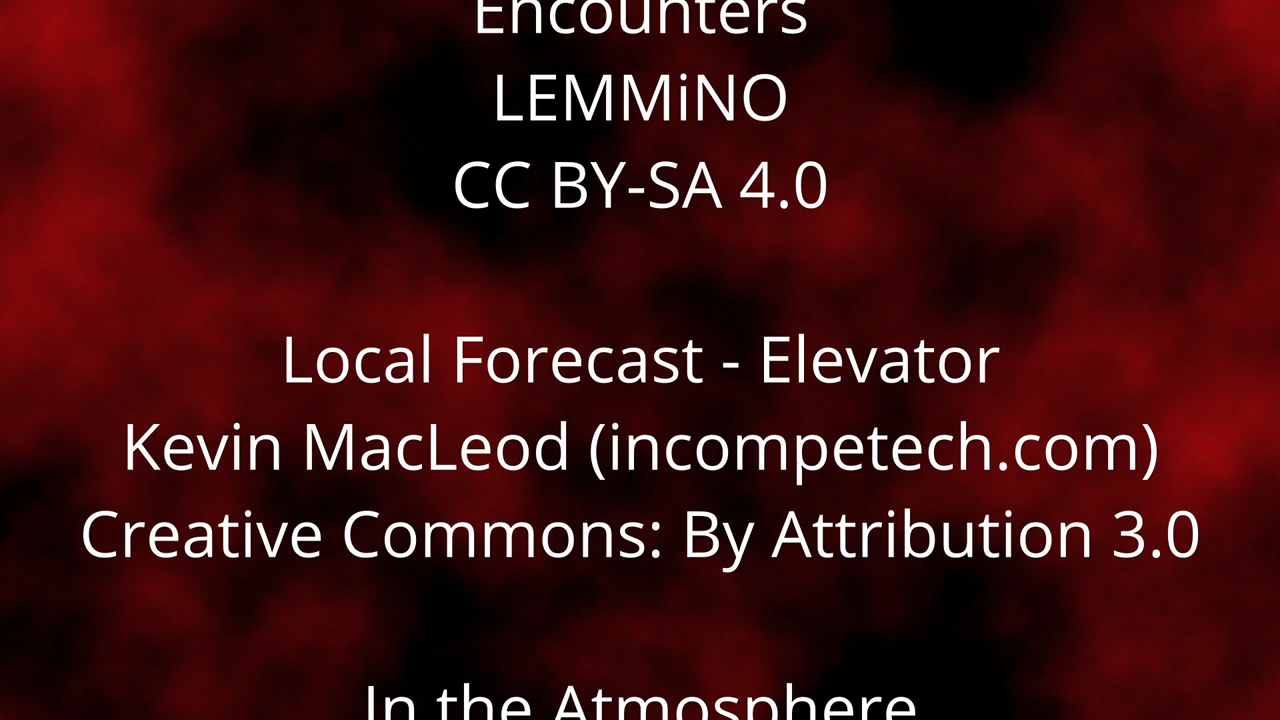 Encounters
LEMMiNO
CC BY-SA 4.0
Local Forecast - Elevator
Kevin MacLeod (incompetech.com)
Creative Commons: By Attribution 3.0
In the Atmosphere